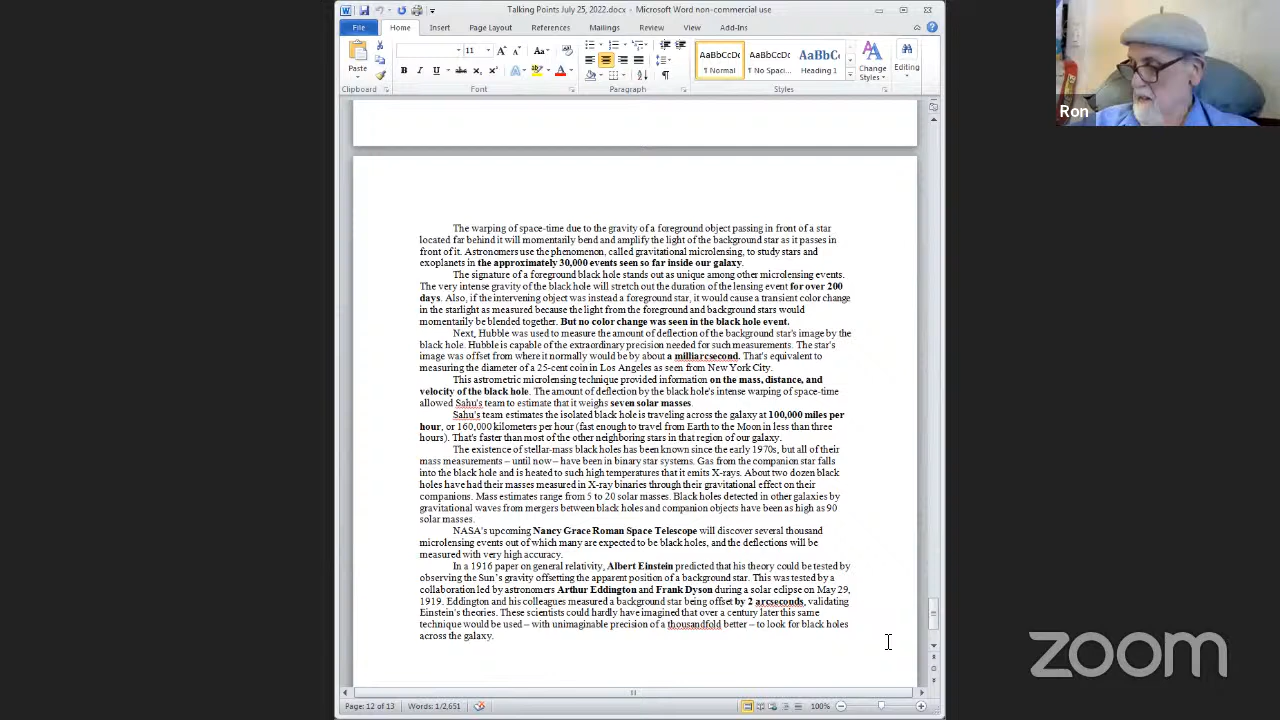 Talking Points July 25, 2022.docx - Microsoft Word non-commercial use
File Home Insert Page Layout References Mailings Review View Add-Ins
11
AaBbCcDc AaBbCcDc AaBbC
Paste
¶ Normal ¶ No Spaci... Heading 1
Change Styles
Editing
Clipboard Font Paragraph Styles
Ron
The warping of space-time due to the gravity of a foreground object passing in front of a star
located far behind it will momentarily bend and amplify the light of the background star as it passes in
front of it. Astronomers use the phenomenon, called gravitational microlensing, to study stars and
exoplanets in the approximately 30,000 events seen so far inside our galaxy.
The signature of a foreground black hole stands out as unique among other microlensing events.
The very intense gravity of the black hole will stretch out the duration of the lensing event for over 200
days. Also, if the intervening object was instead a foreground star, it would cause a transient color change
in the starlight as measured because the light from the foreground and background stars would
momentarily be blended together. But no color change was seen in the black hole event.
Next, Hubble was used to measure the amount of deflection of the background star's image by the
black hole. Hubble is capable of the extraordinary precision needed for such measurements. The star's
image was offset from where it normally would be by about a milliarcsecond. That's equivalent to
measuring the diameter of a 25-cent coin in Los Angeles as seen from New York City.
This astrometric microlensing technique provided information on the mass, distance, and
velocity of the black hole. The amount of deflection by the black hole's intense warping of space-time
allowed Sahu's team to estimate that it weighs seven solar masses.
Sahu's team estimates the isolated black hole is traveling across the galaxy at 100,000 miles per
hour, or 160,000 kilometers per hour (fast enough to travel from Earth to the Moon in less than three
hours). That's faster than most of the other neighboring stars in that region of our galaxy.
The existence of stellar-mass black holes has been known since the early 1970s, but all of their
mass measurements – until now – have been in binary star systems. Gas from the companion star falls
into the black hole and is heated to such high temperatures that it emits X-rays. About two dozen black
holes have had their masses measured in X-ray binaries through their gravitational effect on their
companions. Mass estimates range from 5 to 20 solar masses. Black holes detected in other galaxies by
gravitational waves from mergers between black holes and companion objects have been as high as 90
solar masses.
NASA's upcoming Nancy Grace Roman Space Telescope will discover several thousand
microlensing events out of which many are expected to be black holes, and the deflections will be
measured with very high accuracy.
In a 1916 paper on general relativity, Albert Einstein predicted that his theory could be tested by
observing the Sun's gravity offsetting the apparent position of a background star. This was tested by a
collaboration led by astronomers Arthur Eddington and Frank Dyson during a solar eclipse on May 29,
1919. Eddington and his colleagues measured a background star being offset by 2 arcseconds, validating
Einstein's theories. These scientists could hardly have imagined that over a century later this same
technique would be used – with unimaginable precision of a thousandfold better – to look for black holes
across the galaxy.
zoom
Page: 12 of 13 Words: 1/2,651 100%